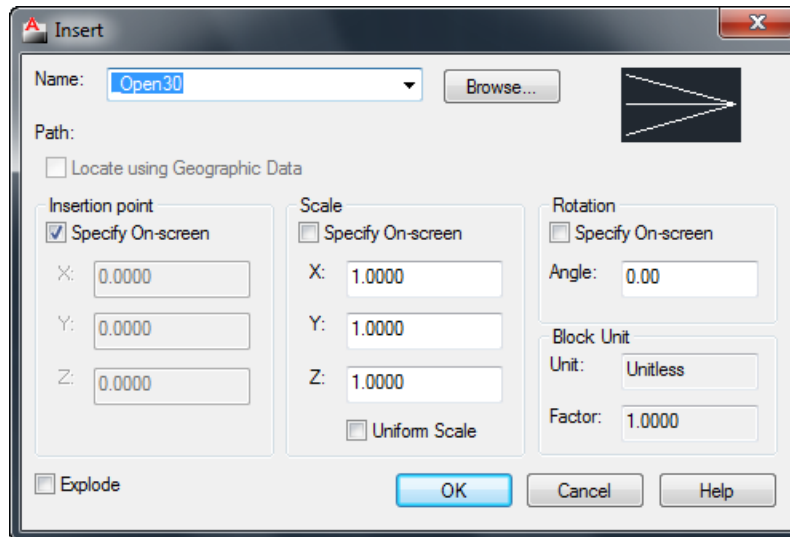 Insert
Name: _Open30 Browse...
Path:
Locate using Geographic Data
Insertion point
Specify On-screen
X: 0.0000
Y: 0.0000
Z: 0.0000
Scale
Specify On-screen
X: 1.0000
Y: 1.0000
Z: 1.0000
Uniform Scale
Rotation
Specify On-screen
Angle: 0.00
Block Unit
Unit: Unitless
Factor: 1.0000
Explode
OK Cancel Help